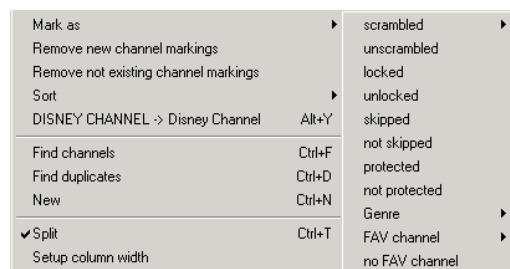 Mark as
Remove new channel markings
Remove not existing channel markings
Sort
DISNEY CHANNEL -> Disney Channel Alt+Y
Find channels Ctrl+F
Find duplicates Ctrl+D
New Ctrl+N
Split Ctrl+T
Setup column width
scrambled
unscrambled
locked
unlocked
skipped
not skipped
protected
not protected
Genre
FAV channel
no FAV channel